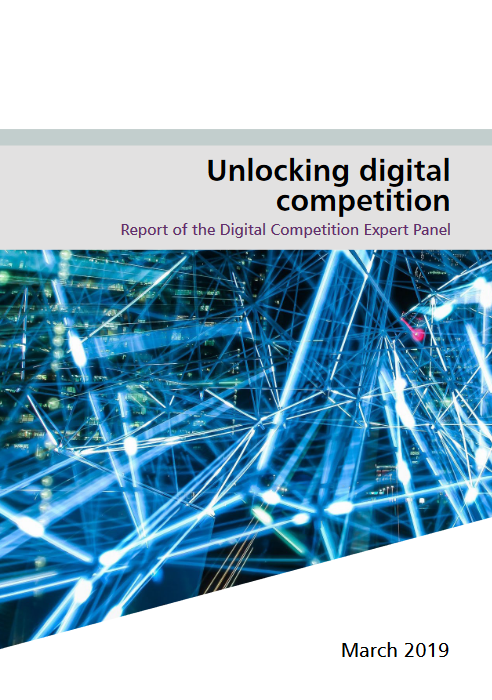 Unlocking digital
competition
Report of the Digital Competition Expert Panel
March 2019